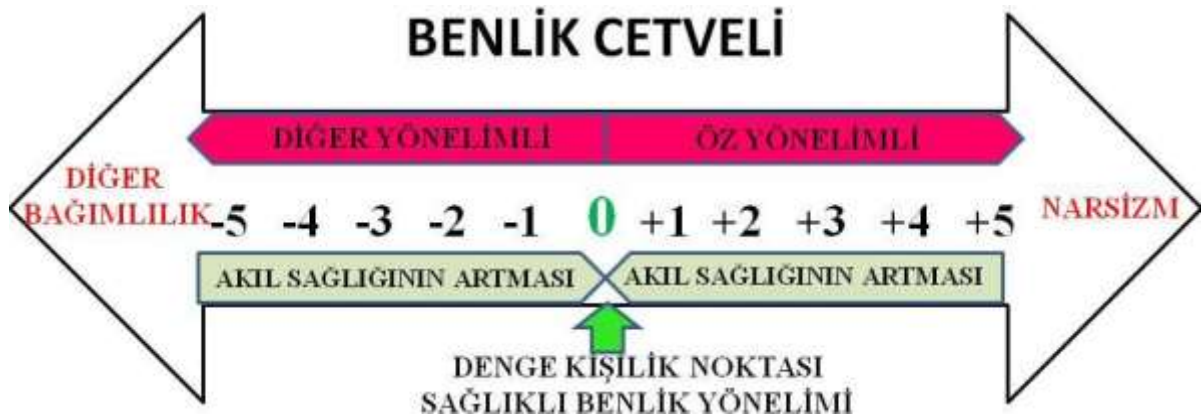 BENLİK CETVELİ
DİĞER YÖNELİMLİ ÖZ YÖNELİMLİ
DİĞER
BAĞIMLILIK
-5 -4 -3 -2 -1 0 +1 +2 +3 +4 +5
NARSİZM
AKIL SAĞLIĞININ ARTMASI AKIL SAĞLIĞININ ARTMASI
DENGE KİŞİLİK NOKTASI
SAĞLIKLI BENLİK YÖNELİMİ